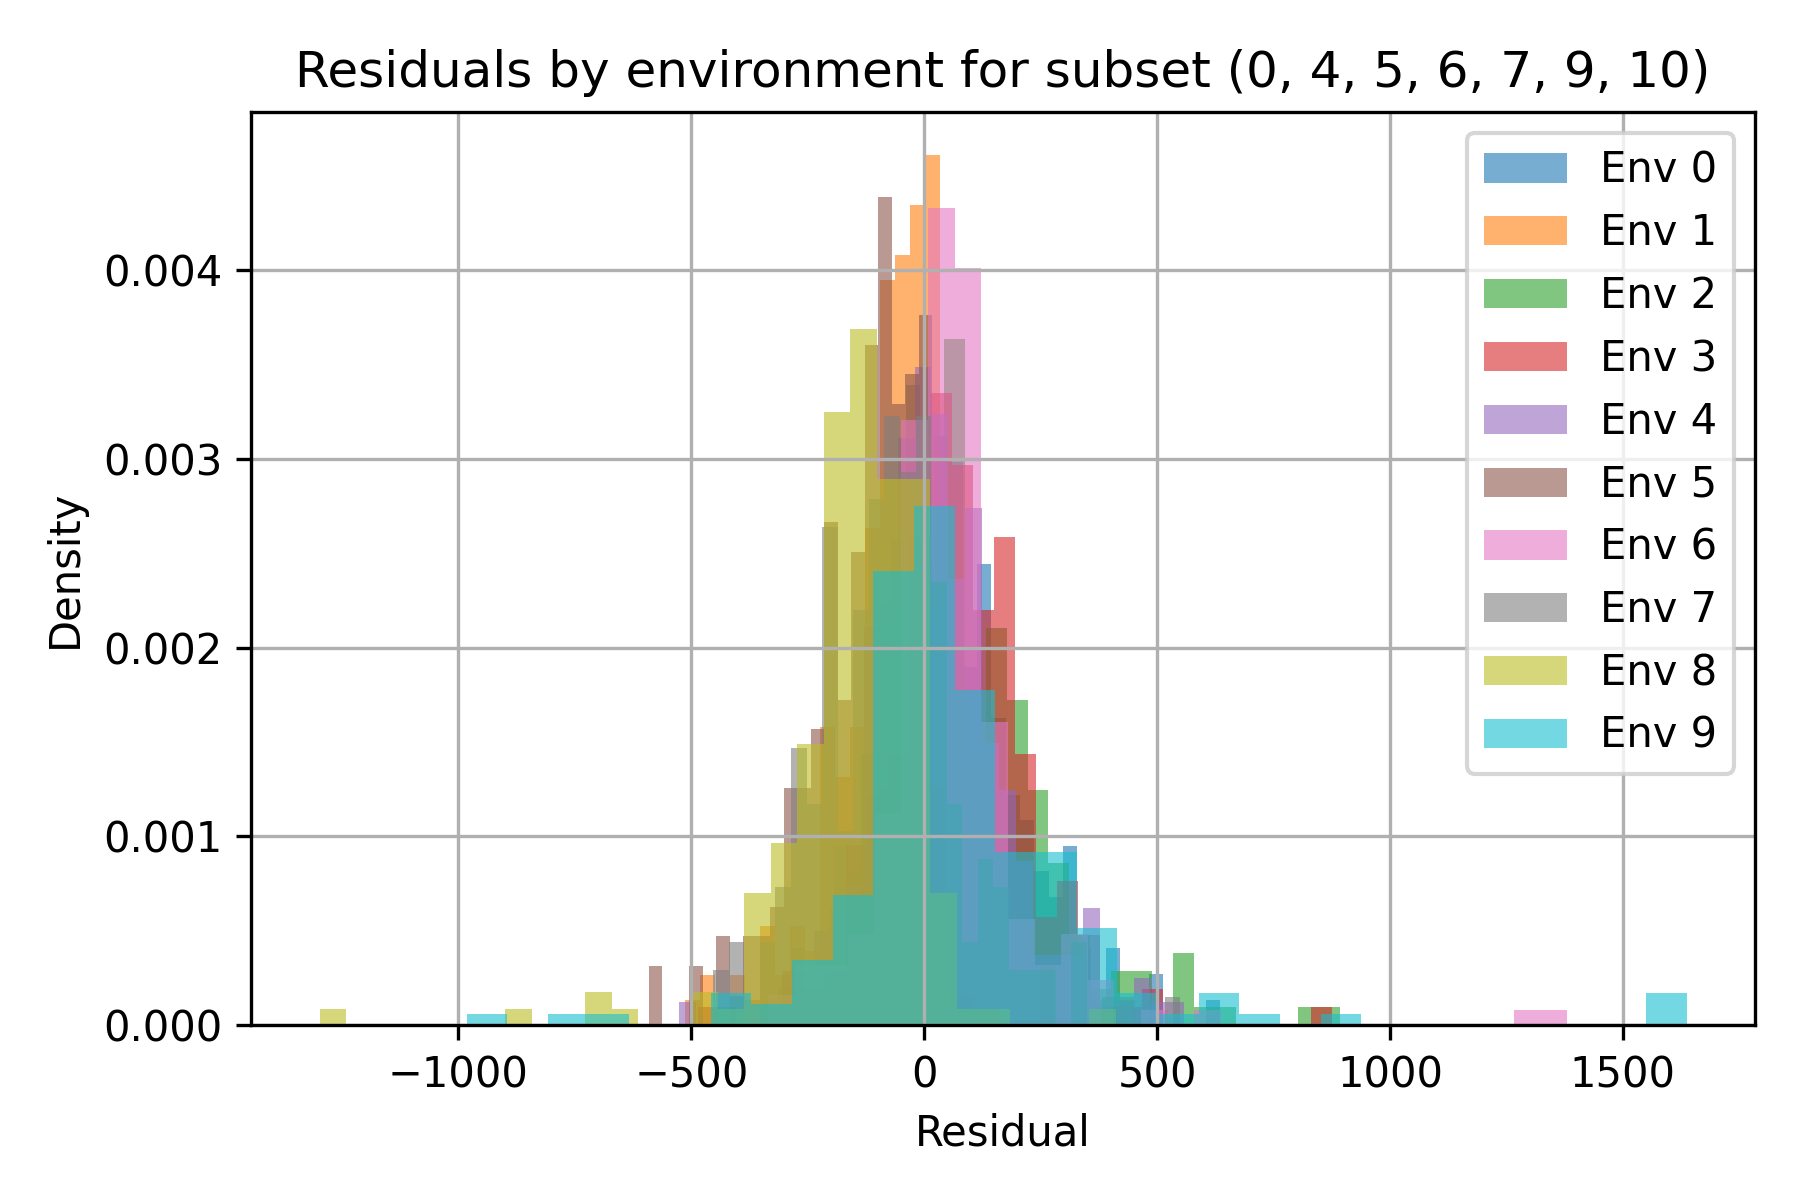 Residuals by environment for subset (0, 4, 5, 6, 7, 9, 10)
Env 0
Env 1
Env 2
Env 3
Env 4
Env 5
Env 6
Env 7
Env 8
Env 9
Density
0.004
0.003
0.002
0.001
0.000
−1000 −500 0 500 1000 1500
Residual